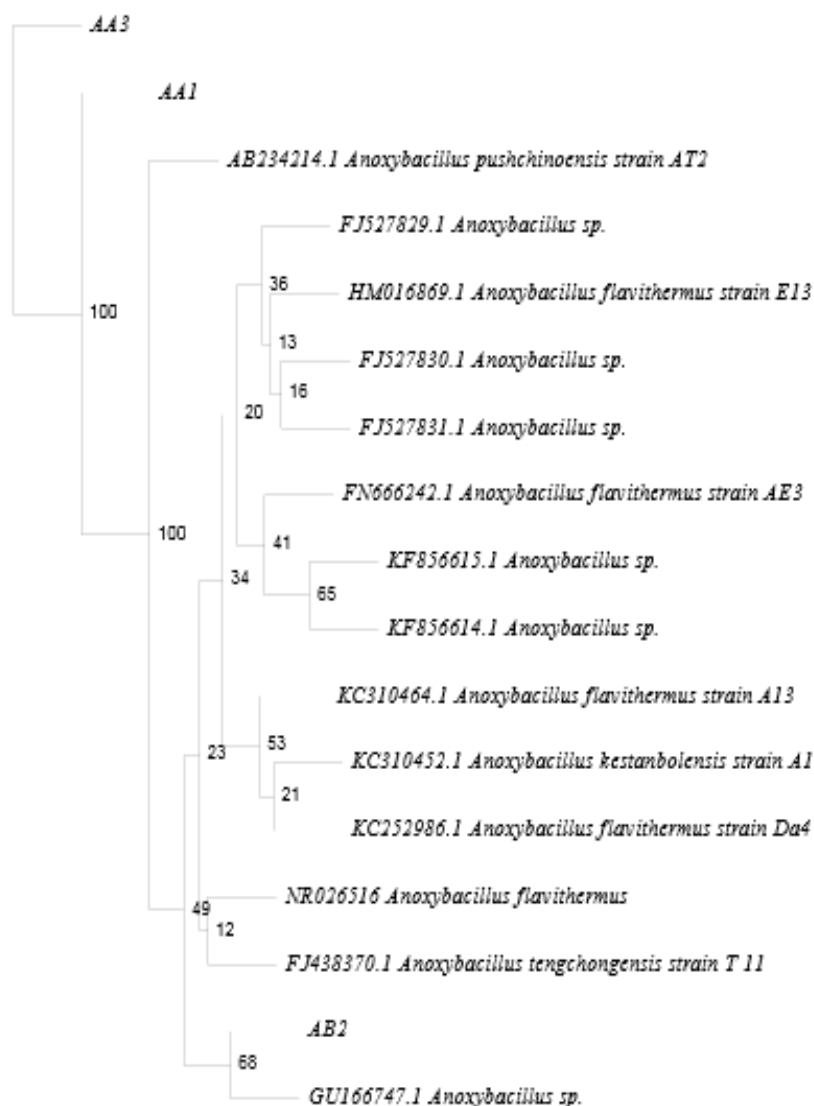 AA3
AA1
AB234214.1 Anoxybacillus pushchinoensis strain AT2
FJ527829.1 Anoxybacillus sp.
36
HM016869.1 Anoxybacillus flavithermus strain E13
100
13
FJ527830.1 Anoxybacillus sp.
16
20
FJ527831.1 Anoxybacillus sp.
FN666242.1 Anoxybacillus flavithermus strain AE3
100
41
KF856615.1 Anoxybacillus sp.
34
65
KF856614.1 Anoxybacillus sp.
KC310464.1 Anoxybacillus flavithermus strain A13
23
53
KC310452.1 Anoxybacillus kestanbolensis strain A1
21
KC252986.1 Anoxybacillus flavithermus strain Da4
NR026516 Anoxybacillus flavithermus
49
12
FJ438370.1 Anoxybacillus tengchongensis strain T 11
AB2
68
GU166747.1 Anoxybacillus sp.